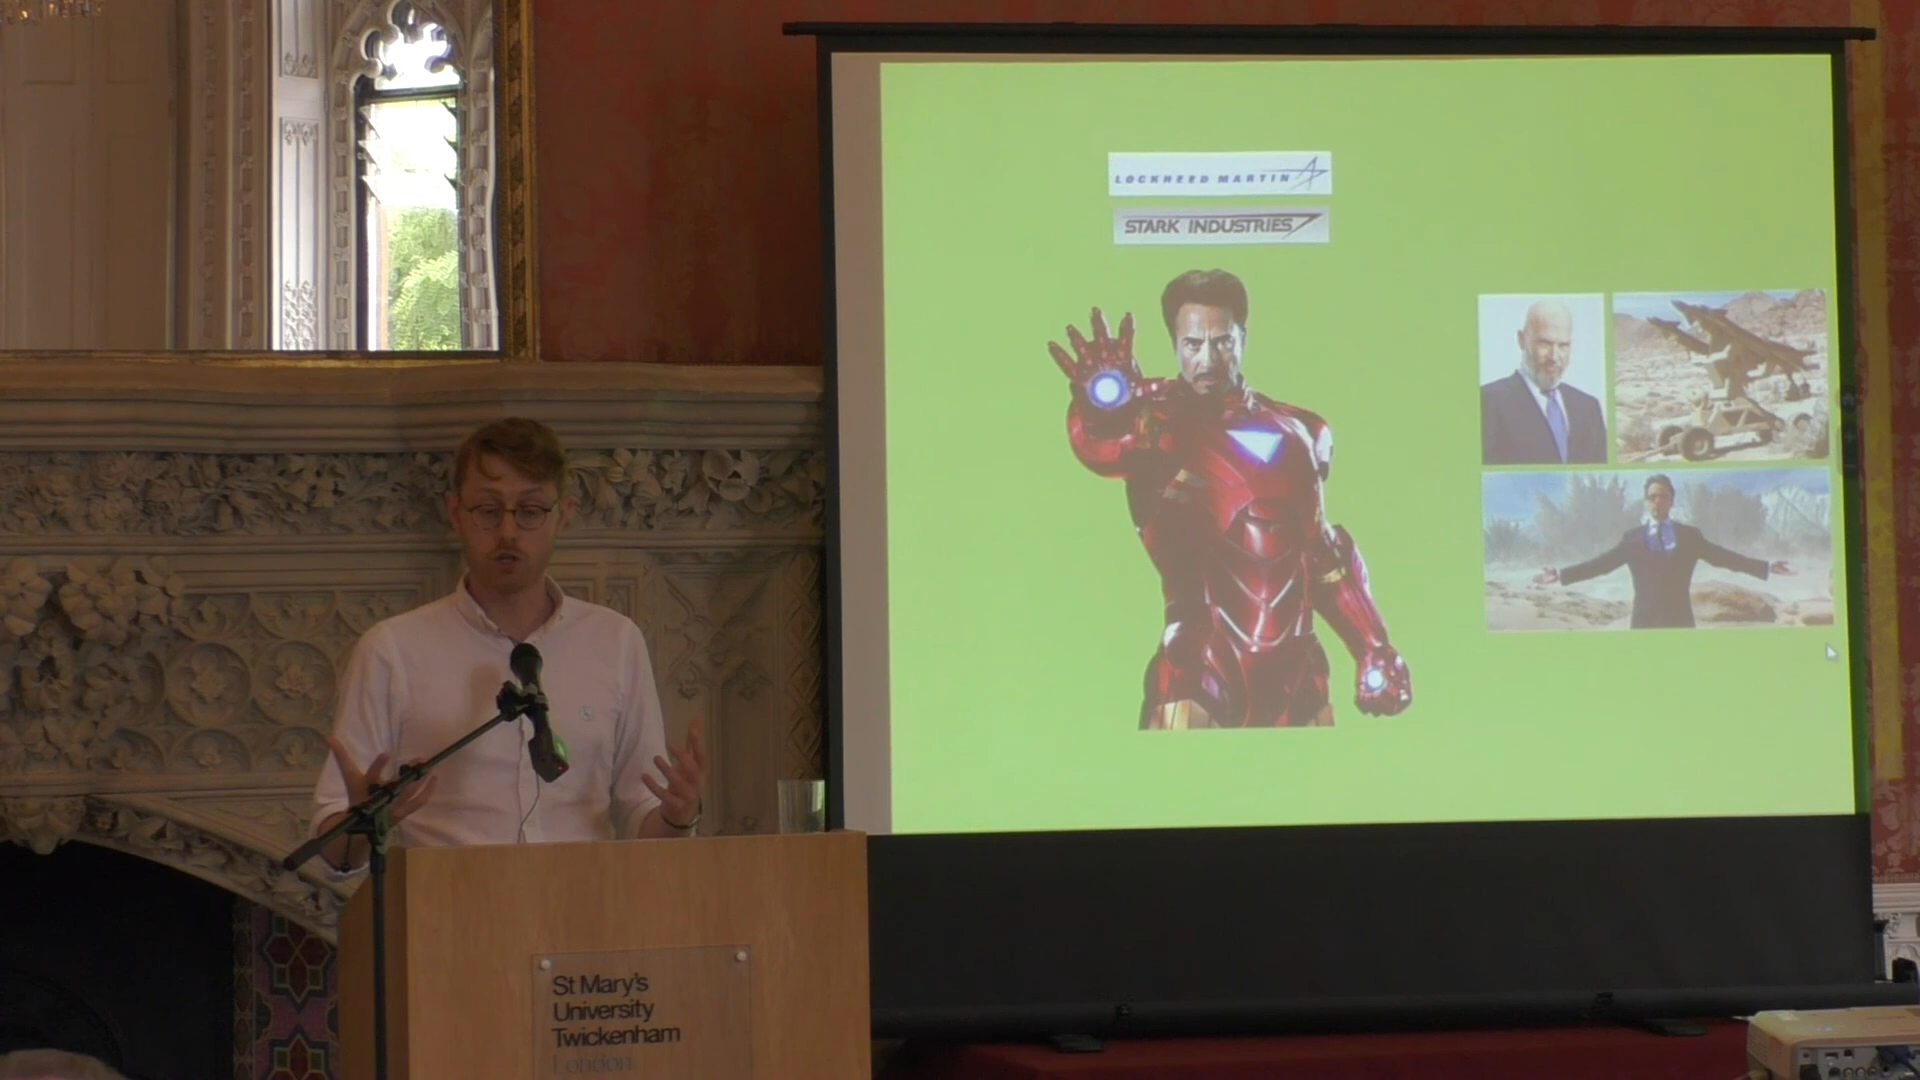 LOCKHEED MARTIN
STARK INDUSTRIES
St Mary's
University
Twickenham
London